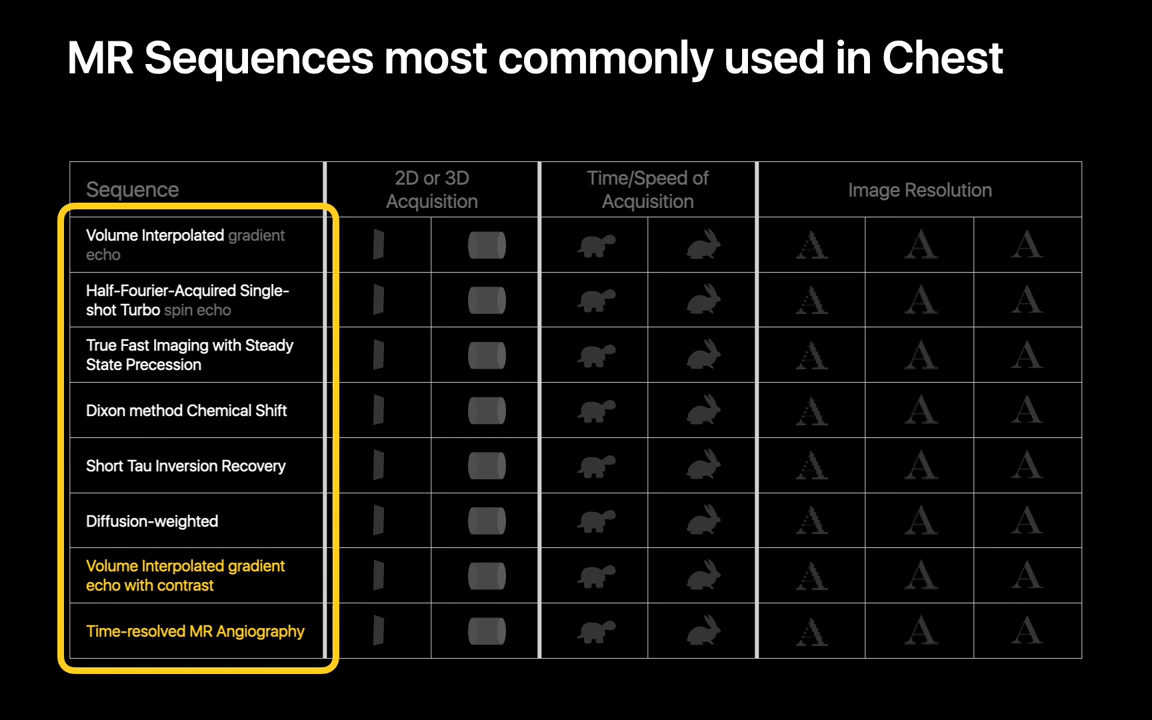 MR Sequences most commonly used in Chest
Sequence
2D or 3D
Acquisition
Time/Speed of
Acquisition
Image Resolution
Volume Interpolated gradient
echo
A A A
Half-Fourier-Acquired Single-
shot Turbo spin echo
A A A
True Fast Imaging with Steady
State Precession
A A A
Dixon method Chemical Shift
A A A
Short Tau Inversion Recovery
A A A
Diffusion-weighted
A A A
Volume Interpolated gradient
echo with contrast
A A A
Time-resolved MR Angiography
A A A